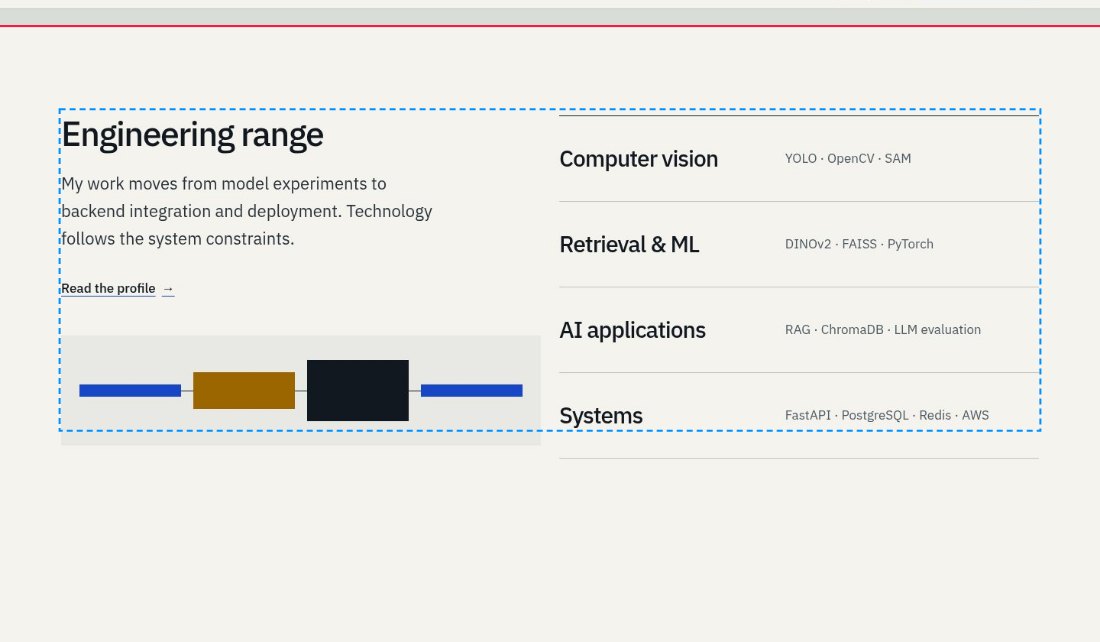 Engineering range
My work moves from model experiments to
backend integration and deployment. Technology
follows the system constraints.
Read the profile →
Computer vision
YOLO · OpenCV · SAM
Retrieval & ML
DINOv2 · FAISS · PyTorch
AI applications
RAG · ChromaDB · LLM evaluation
Systems
FastAPI · PostgreSQL · Redis · AWS